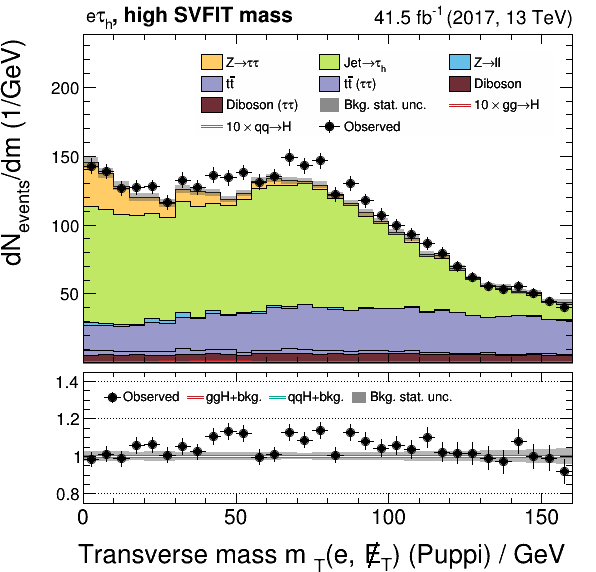 eτh, high SVFIT mass 41.5 fb-1 (2017, 13 TeV)
dNevents/dm (1/GeV)
Z→ττ Jet→τh Z→ll
tt̄ tt̄ (ττ) Diboson
Diboson (ττ) Bkg. stat. unc. 10 × gg→H
10 × qq→H Observed
200
150
100
50
Observed ggH+bkg. qqH+bkg. Bkg. stat. unc.
1.4
1.2
1
0.8
0 50 100 150
Transverse mass m T(e, E̸T) (Puppi) / GeV